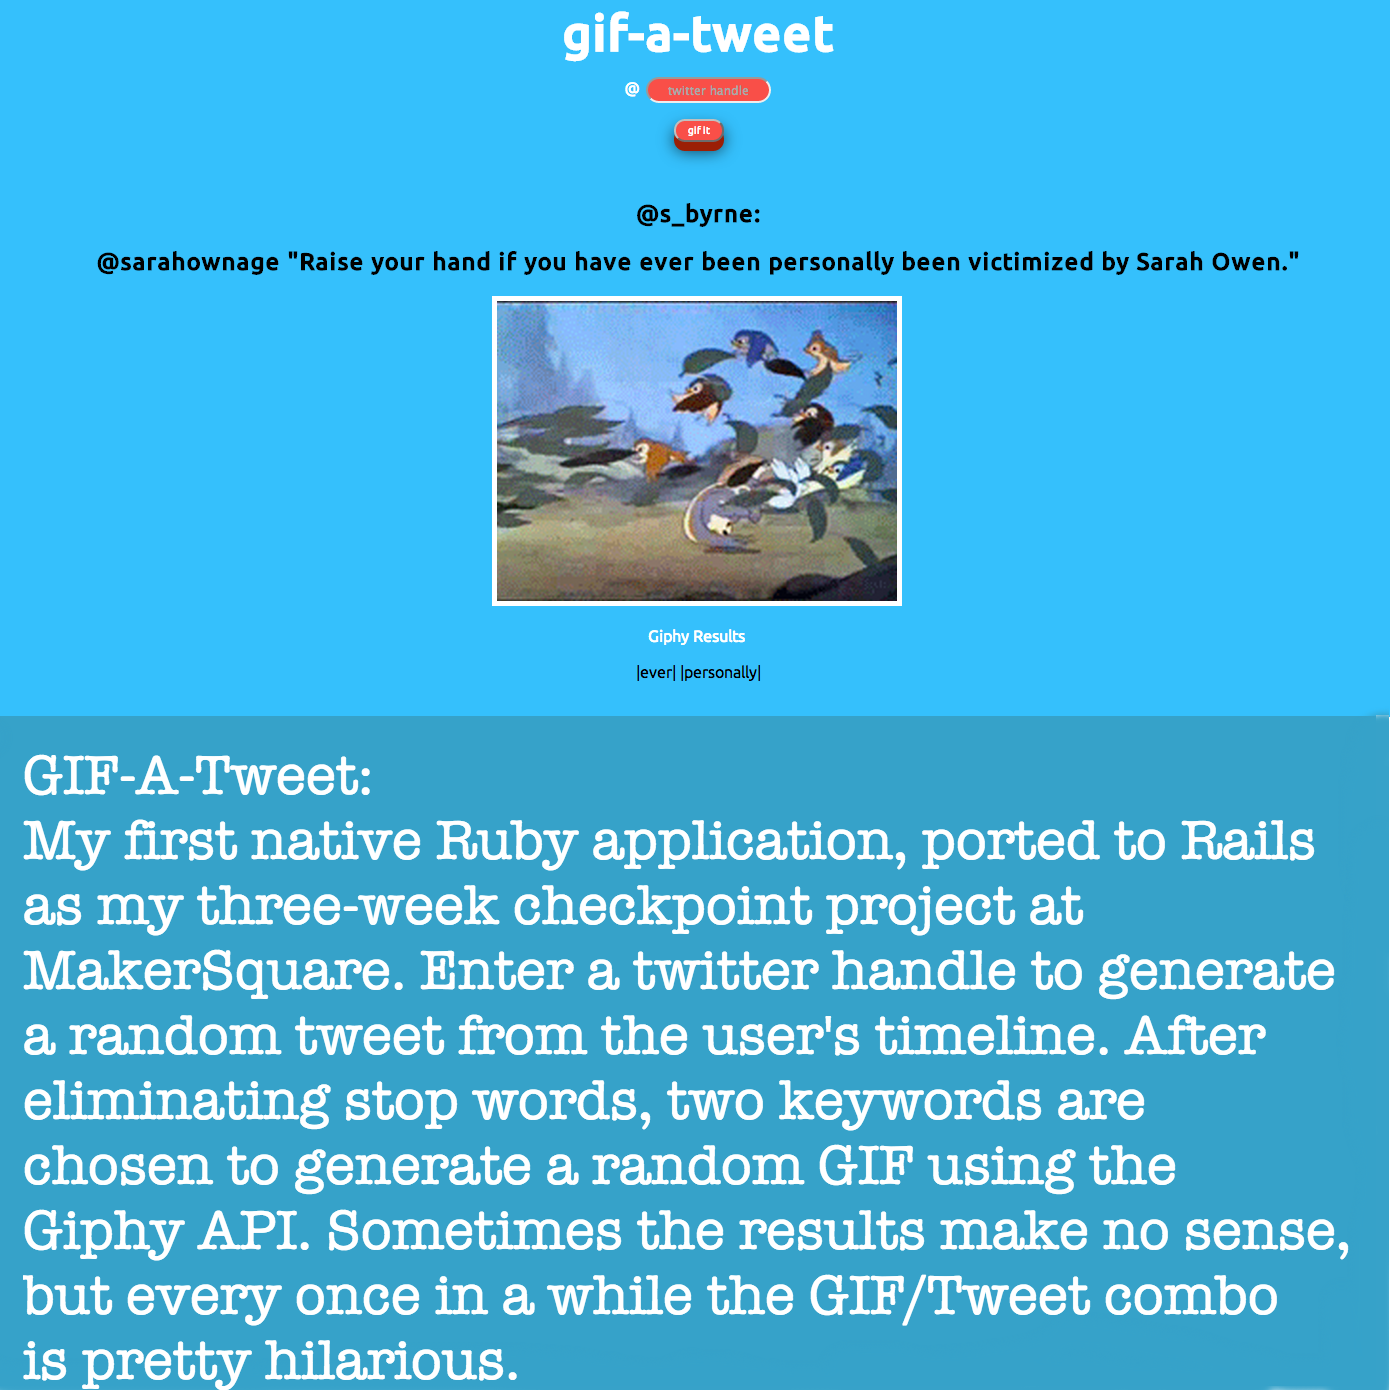 gif-a-tweet
@ twitter handle
gif it
@s_byrne:
@sarahownage "Raise your hand if you have ever been personally been victimized by Sarah Owen."
Giphy Results
|ever| |personally|
GIF-A-Tweet:
My first native Ruby application, ported to Rails
as my three-week checkpoint project at
MakerSquare. Enter a twitter handle to generate
a random tweet from the user's timeline. After
eliminating stop words, two keywords are
chosen to generate a random GIF using the
Giphy API. Sometimes the results make no sense,
but every once in a while the GIF/Tweet combo
is pretty hilarious.